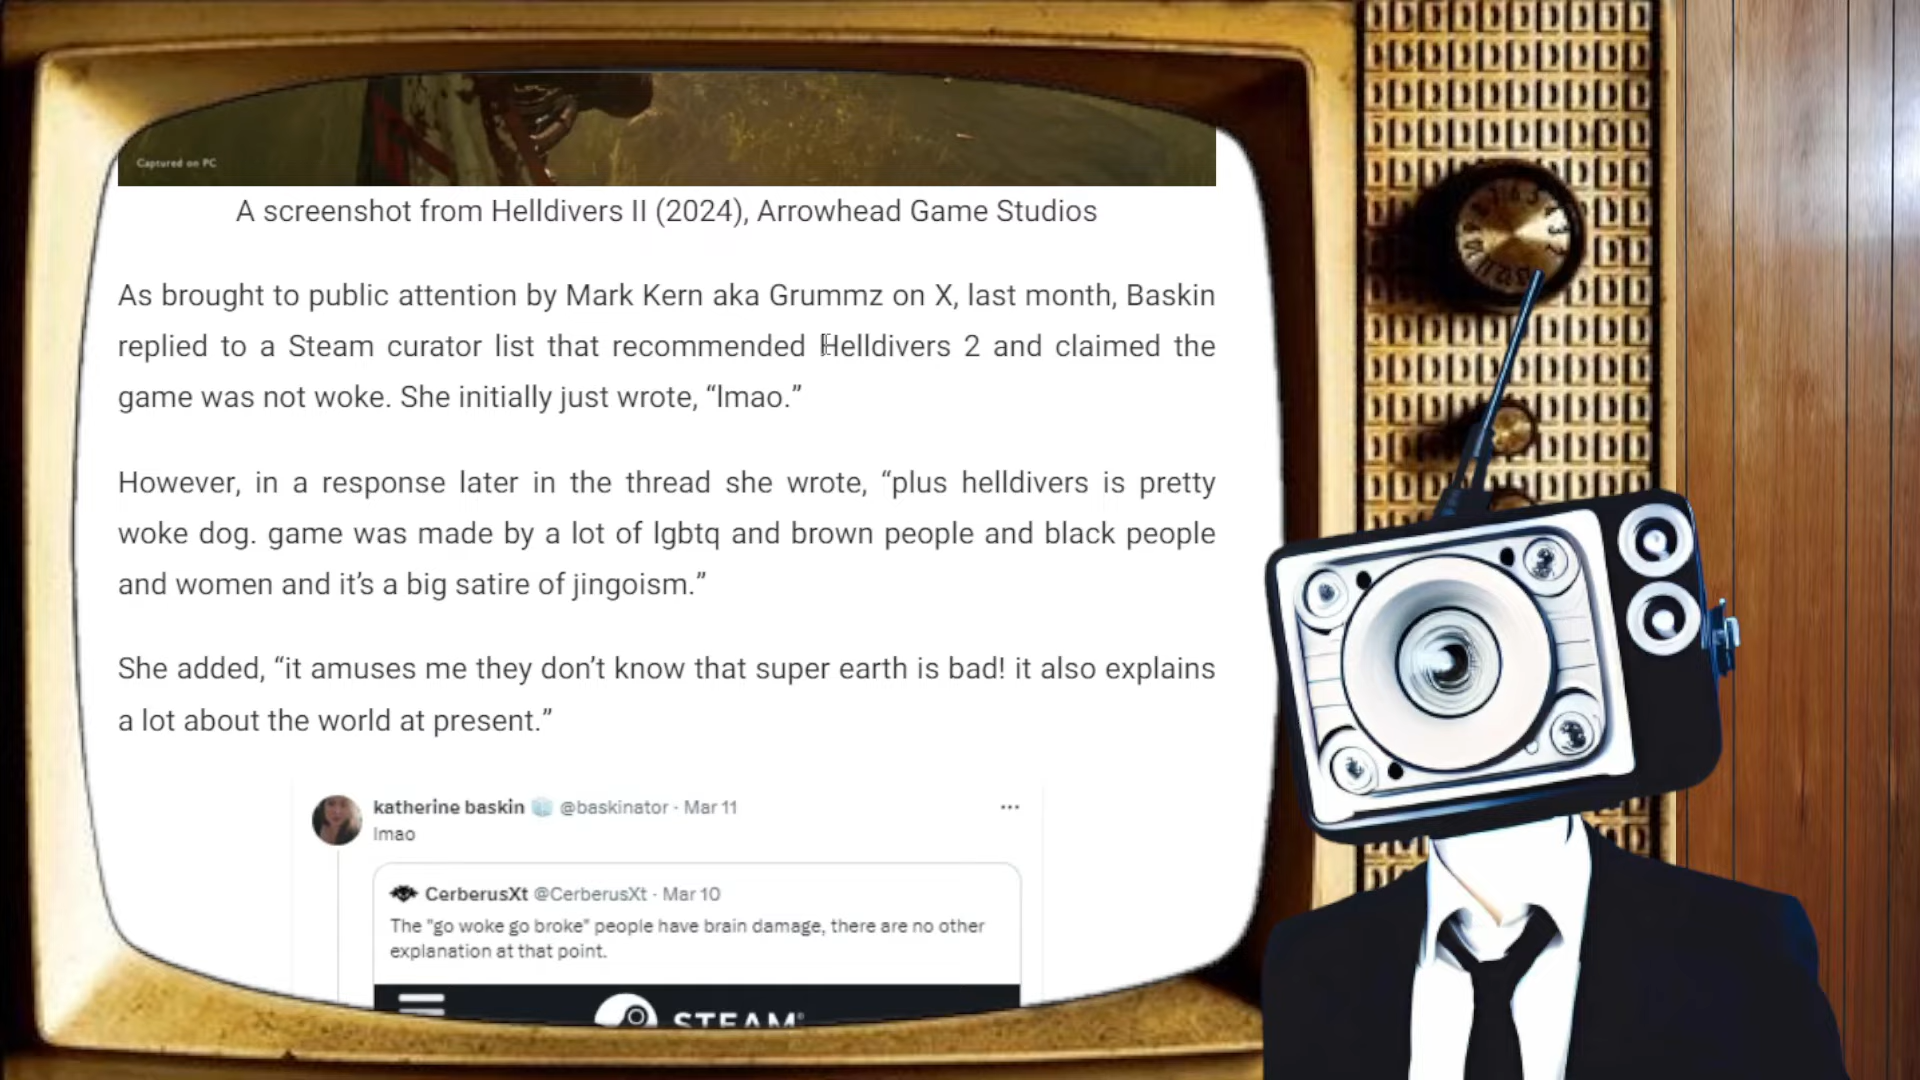 Captured on PC
A screenshot from Helldivers II (2024), Arrowhead Game Studios
As brought to public attention by Mark Kern aka Grummz on X, last month, Baskin
replied to a Steam curator list that recommended Helldivers 2 and claimed the
game was not woke. She initially just wrote, “lmao.”
However, in a response later in the thread she wrote, “plus helldivers is pretty
woke dog. game was made by a lot of lgbtq and brown people and black people
and women and it’s a big satire of jingoism.”
She added, “it amuses me they don’t know that super earth is bad! it also explains
a lot about the world at present.”
katherine baskin @baskinator · Mar 11
lmao
CerberusXt @CerberusXt · Mar 10
The "go woke go broke" people have brain damage, there are no other
explanation at that point.
STEAM®